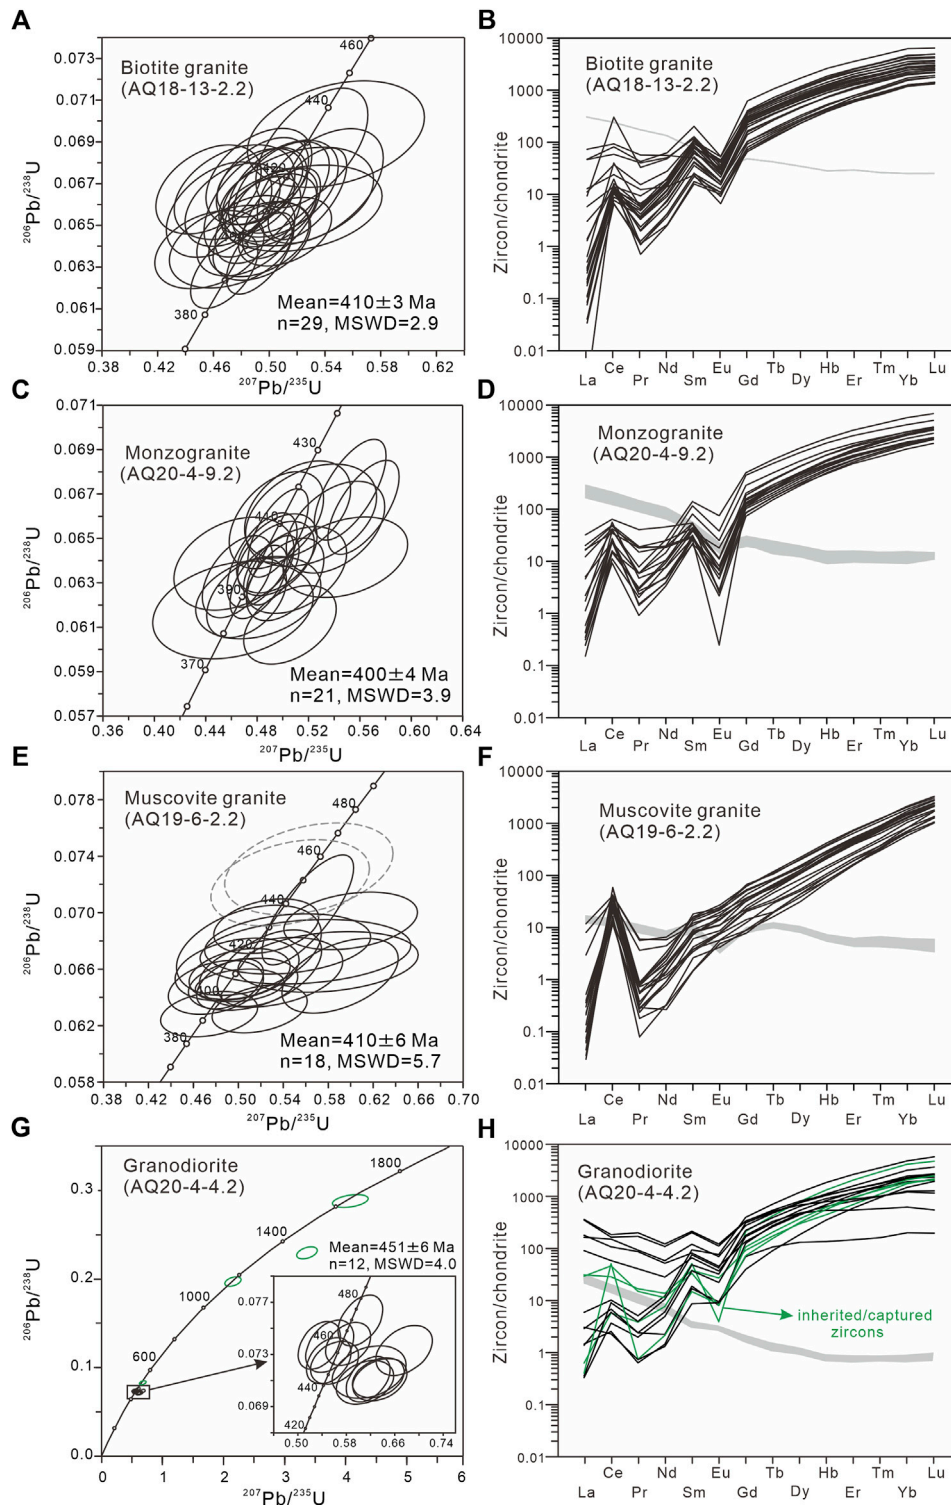 A
Biotite granite
(AQ18-13-2.2)
0.073
0.071
0.069
0.067
0.065
0.063
0.061
0.059
²⁰⁶Pb/²³⁸U
460
440
380
Mean=410±3 Ma
n=29, MSWD=2.9
0.38 0.42 0.46 0.50 0.54 0.58 0.62
²⁰⁷Pb/²³⁵U
B
Biotite granite
(AQ18-13-2.2)
10000
1000
100
10
1
0.1
0.01
Zircon/chondrite
La Ce Pr Nd Sm Eu Gd Tb Dy Hb Er Tm Yb Lu
C
Monzogranite
(AQ20-4-9.2)
0.071
0.069
0.067
0.065
0.063
0.061
0.059
0.057
²⁰⁶Pb/²³⁸U
430
410
390
370
Mean=400±4 Ma
n=21, MSWD=3.9
0.36 0.40 0.44 0.48 0.52 0.56 0.60 0.64
²⁰⁷Pb/²³⁵U
D
Monzogranite
(AQ20-4-9.2)
10000
1000
100
10
1
0.1
0.01
Zircon/chondrite
La Ce Pr Nd Sm Eu Gd Tb Dy Hb Er Tm Yb Lu
E
Muscovite granite
(AQ19-6-2.2)
0.078
0.074
0.070
0.066
0.062
0.058
²⁰⁶Pb/²³⁸U
480
460
440
420
400
380
Mean=410±6 Ma
n=18, MSWD=5.7
0.38 0.42 0.46 0.50 0.54 0.58 0.62 0.66 0.70
²⁰⁷Pb/²³⁵U
F
Muscovite granite
(AQ19-6-2.2)
10000
1000
100
10
1
0.1
0.01
Zircon/chondrite
La Ce Pr Nd Sm Eu Gd Tb Dy Hb Er Tm Yb Lu
G
Granodiorite
(AQ20-4-4.2)
0.3
0.2
0.1
0.0
²⁰⁶Pb/²³⁸U
1800
1400
1000
600
Mean=451±6 Ma
n=12, MSWD=4.0
0.077
0.073
0.069
480
460
440
420
0.50 0.58 0.66 0.74
0 1 2 3 4 5 6
²⁰⁷Pb/²³⁵U
H
Granodiorite
(AQ20-4-4.2)
10000
1000
100
10
1
0.1
0.01
Zircon/chondrite
inherited/captured
zircons
La Ce Pr Nd Sm Eu Gd Tb Dy Hb Er Tm Yb Lu